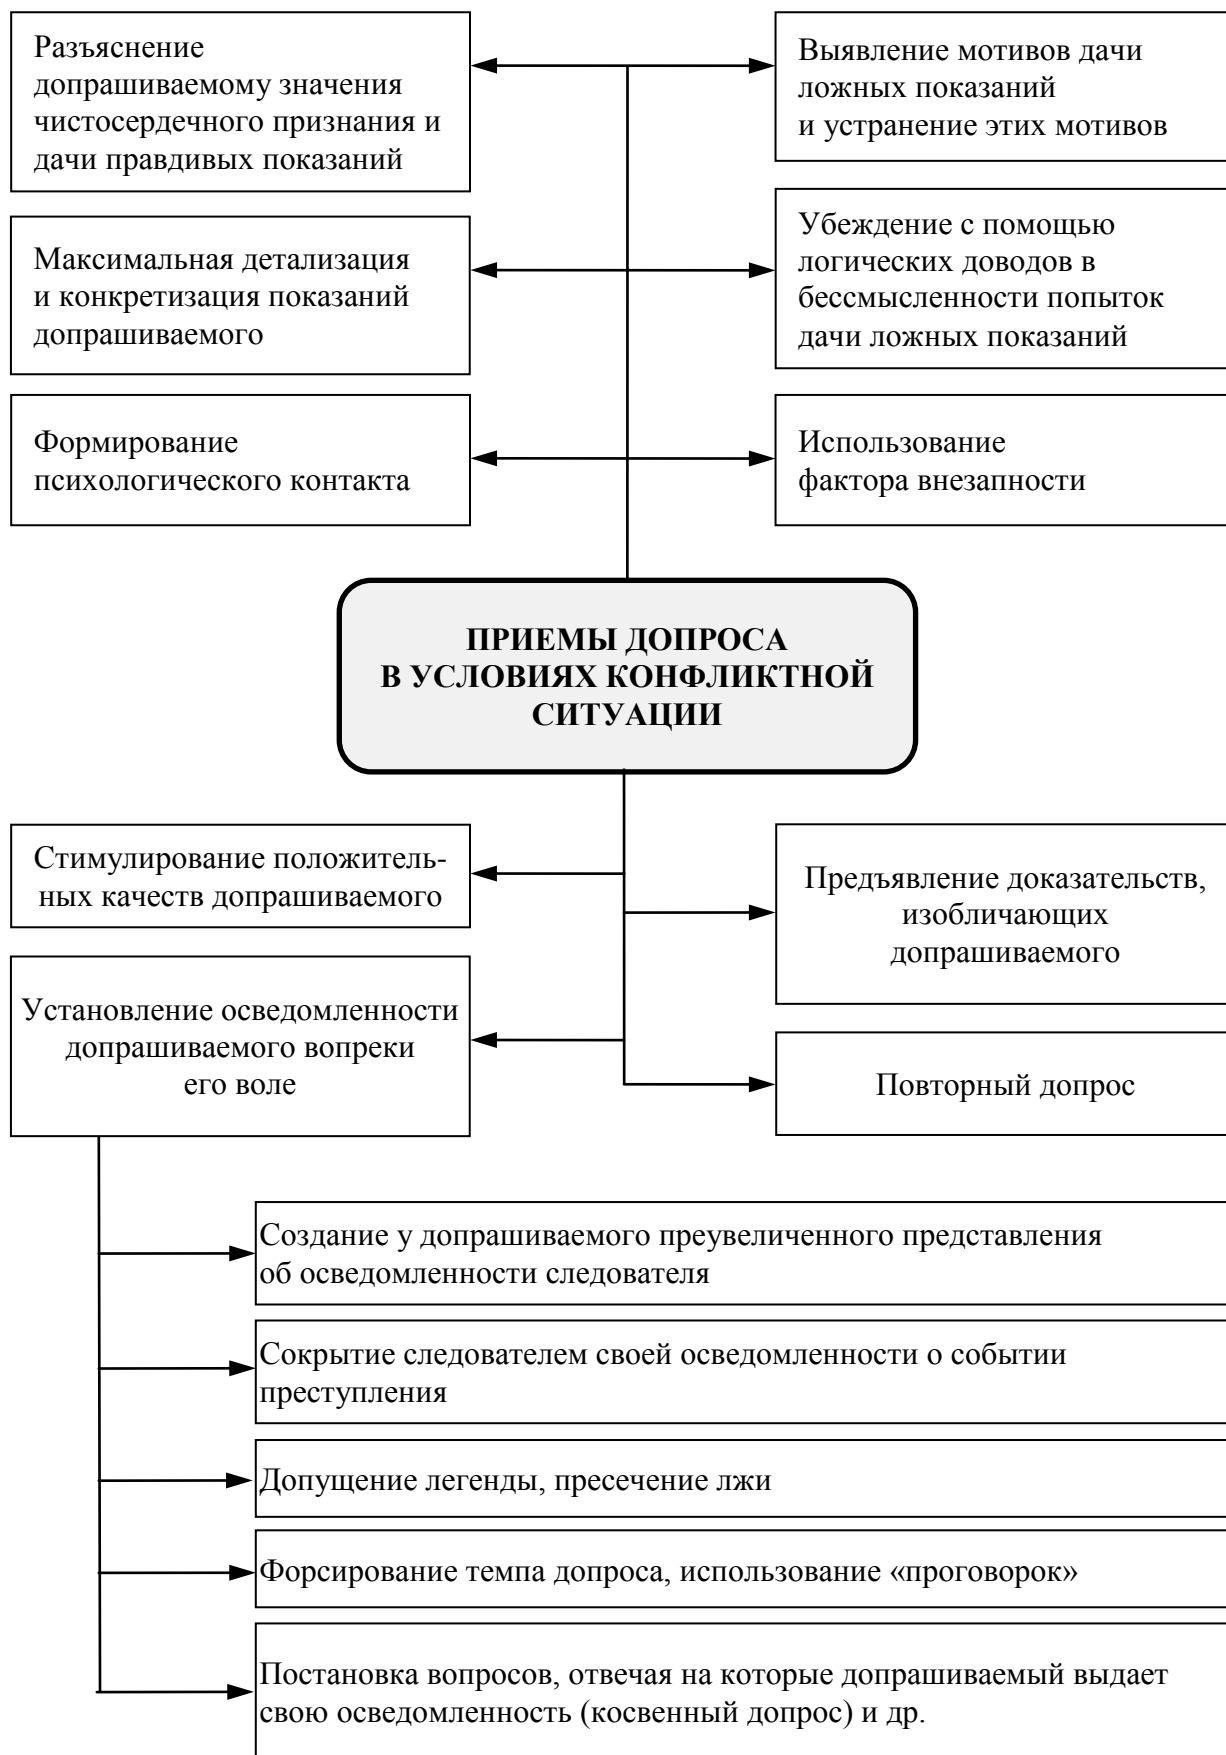 Разъяснение
допрашиваемому значения
чистосердечного признания и
дачи правдивых показаний
Выявление мотивов дачи
ложных показаний
и устранение этих мотивов
Максимальная детализация
и конкретизация показаний
допрашиваемого
Убеждение с помощью
логических доводов в
бессмысленности попыток
дачи ложных показаний
Формирование
психологического контакта
Использование
фактора внезапности
ПРИЕМЫ ДОПРОСА
В УСЛОВИЯХ КОНФЛИКТНОЙ
СИТУАЦИИ
Стимулирование положитель-
ных качеств допрашиваемого
Предъявление доказательств,
изобличающих
допрашиваемого
Установление осведомленности
допрашиваемого вопреки
его воле
Повторный допрос
Создание у допрашиваемого преувеличенного представления
об осведомленности следователя
Сокрытие следователем своей осведомленности о событии
преступления
Допущение легенды, пресечение лжи
Форсирование темпа допроса, использование «проговорок»
Постановка вопросов, отвечая на которые допрашиваемый выдает
свою осведомленность (косвенный допрос) и др.